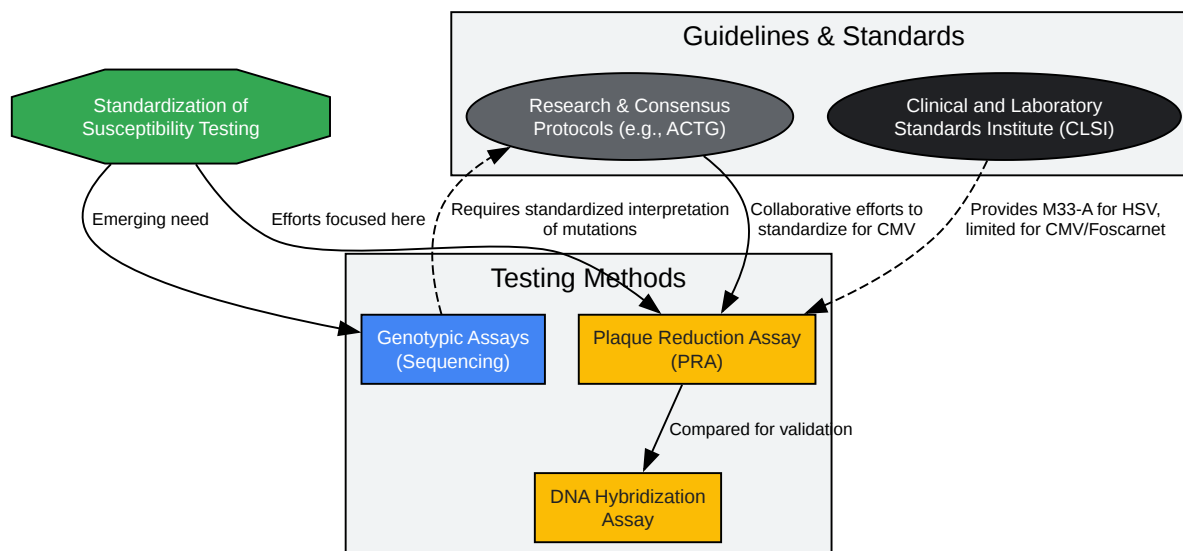 Guidelines & Standards
Standardization of
Susceptibility Testing
Research & Consensus
Protocols (e.g., ACTG)
Clinical and Laboratory
Standards Institute (CLSI)
Emerging need
Efforts focused here
Requires standardized interpretation
of mutations
Collaborative efforts to
standardize for CMV
Provides M33-A for HSV,
limited for CMV/Foscarnet
Testing Methods
Genotypic Assays
(Sequencing)
Plaque Reduction Assay
(PRA)
Compared for validation
DNA Hybridization
Assay